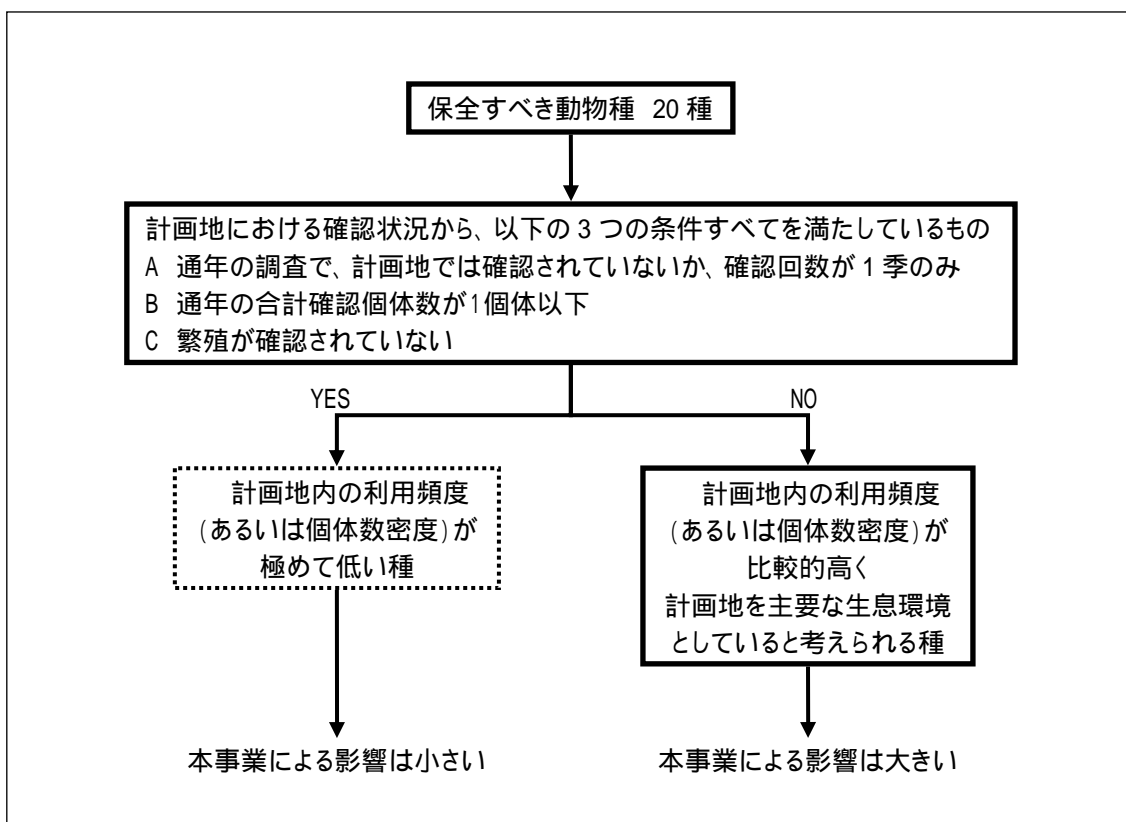 保全すべき動物種 20種
計画地における確認状況から、以下の3つの条件すべてを満たしているもの
A 通年の調査で、計画地では確認されていないか、確認回数が1季のみ
B 通年の合計確認個体数が1個体以下
C 繁殖が確認されていない
YES
NO
計画地内の利用頻度
(あるいは個体数密度)が
極めて低い種
計画地内の利用頻度
(あるいは個体数密度)が
比較的高く
計画地を主要な生息環境
としていると考えられる種
本事業による影響は小さい
本事業による影響は大きい